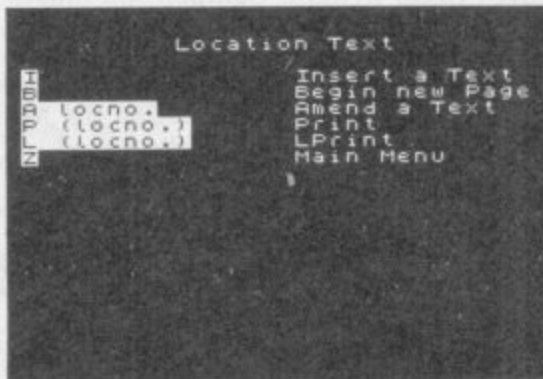 Location Text
I Insert a Text
B Begin new Page
A locno. Amend a Text
P (locno.) Print
L (locno.) LPrint
Z Main Menu